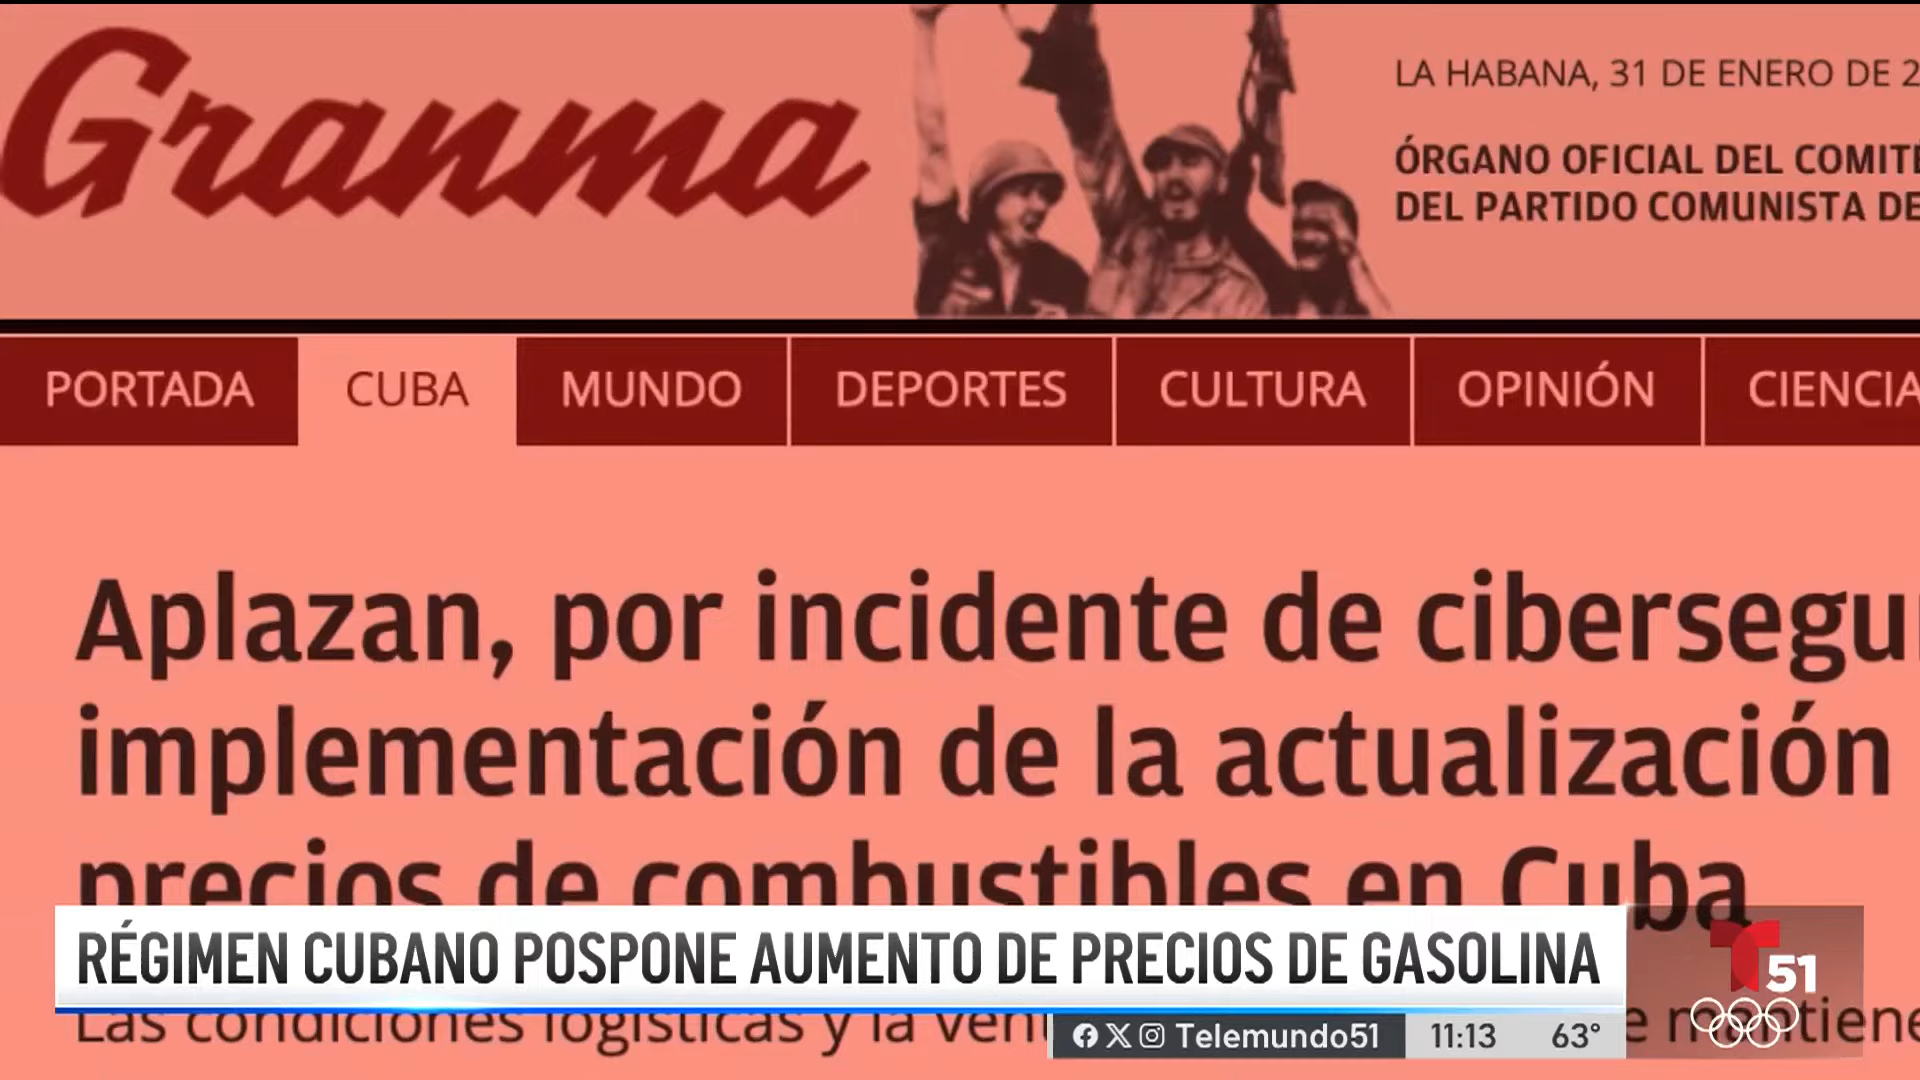 Granma
LA HABANA, 31 DE ENERO DE 2
ÓRGANO OFICIAL DEL COMITÉ
DEL PARTIDO COMUNISTA DE
PORTADA CUBA MUNDO DEPORTES CULTURA OPINIÓN CIENCIA
Aplazan, por incidente de cibersegu
implementación de la actualización
precios de combustibles en Cuba
RÉGIMEN CUBANO POSPONE AUMENTO DE PRECIOS DE GASOLINA
51
Las condiciones logísticas y la ven
e mantiene
Telemundo51 11:13 63°